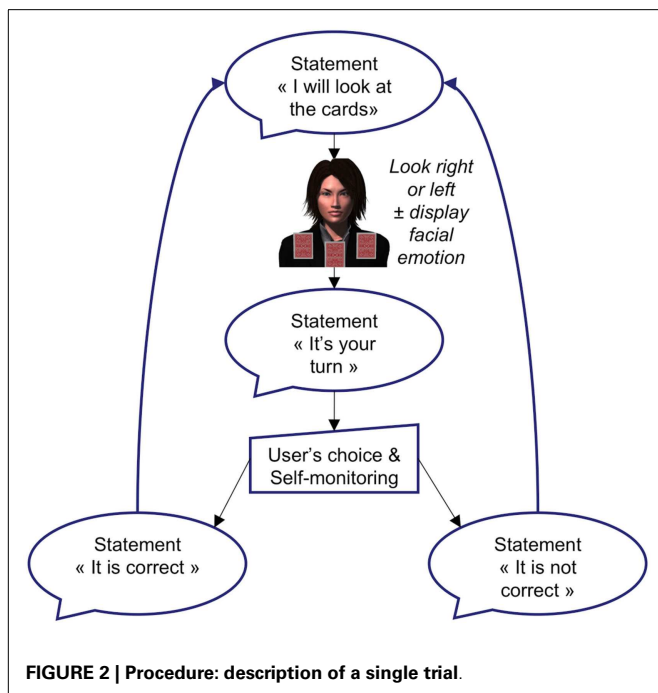 Statement
« I will look at
the cards»
Look right
or left
± display
facial
emotion
Statement
« It's your
turn »
User's choice &
Self-monitoring
Statement
« It is correct »
Statement
« It is not
correct »
FIGURE 2 | Procedure: description of a single trial.